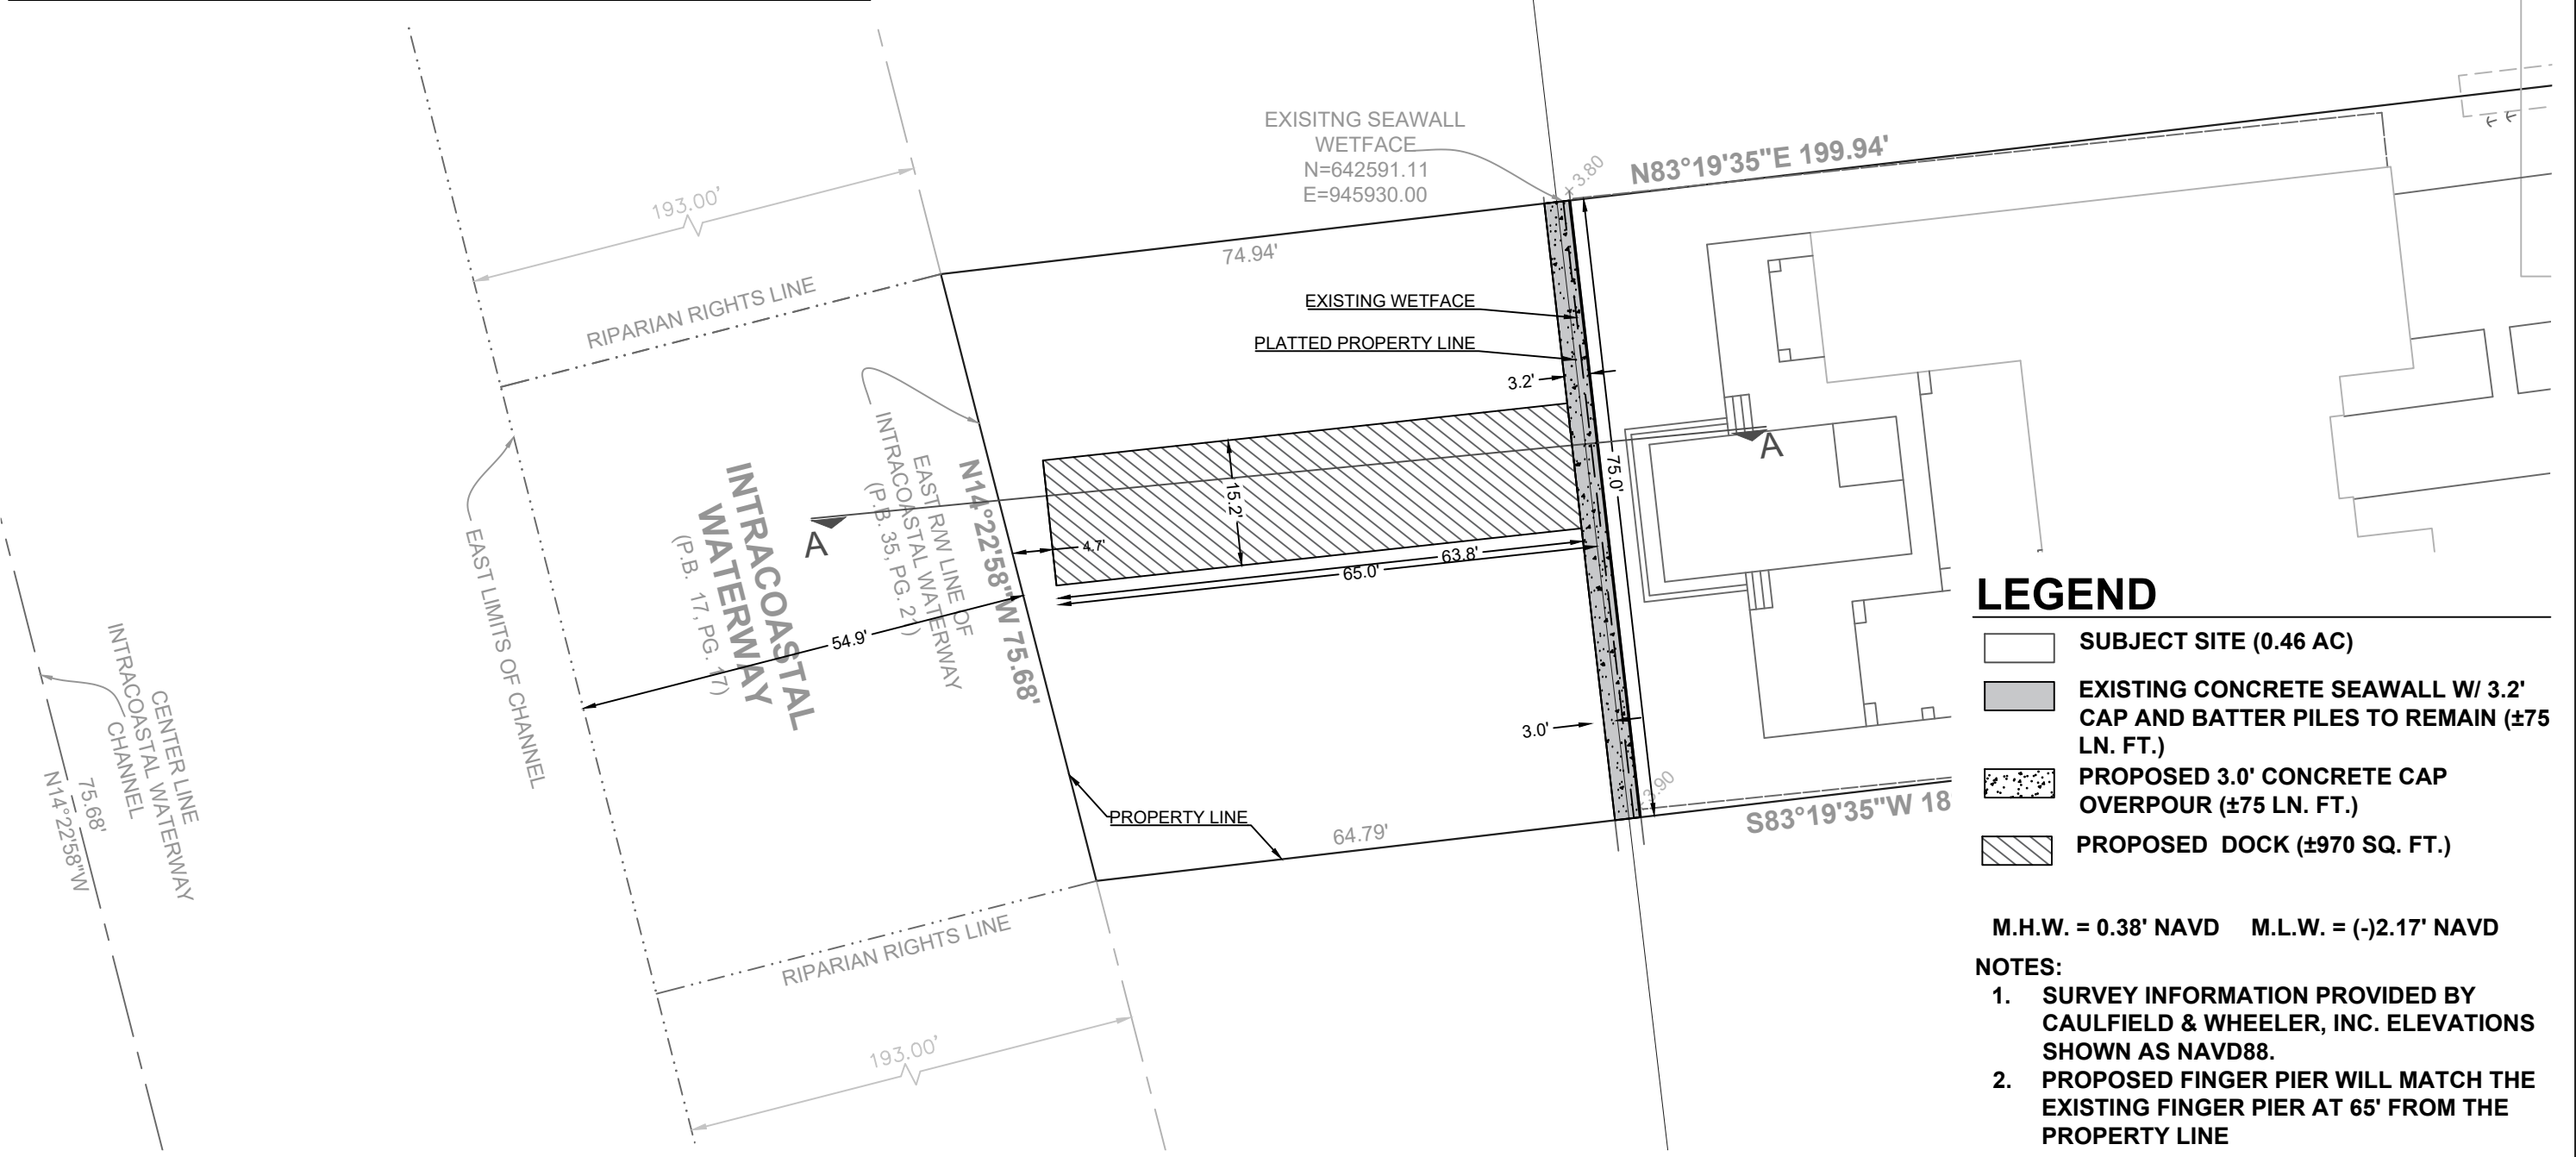 EXISITNG SEAWALL
WETFACE
N=642591.11
E=945930.00
3.80
N83°19'35"E 199.94'
193.00'
74.94'
RIPARIAN RIGHTS LINE
EXISTING WETFACE
PLATTED PROPERTY LINE
3.2'
75.0'
A
A
15.2'
4.7'
63.8'
65.0'
54.9'
N14°22'58"W 75.68'
EAST R/W LINE OF
INTRACOASTAL WATERWAY
(P.B. 35, PG. 21)
INTRACOASTAL
WATERWAY
(P.B. 17, PG. 17)
EAST LIMITS OF CHANNEL
CENTER LINE
INTRACOASTAL WATERWAY
CHANNEL
75.68'
N14°22'58"W
3.0'
3.90
PROPERTY LINE
64.79'
S83°19'35"W 18
RIPARIAN RIGHTS LINE
193.00'
LEGEND
SUBJECT SITE (0.46 AC)
EXISTING CONCRETE SEAWALL W/ 3.2'
CAP AND BATTER PILES TO REMAIN (±75
LN. FT.)
PROPOSED 3.0' CONCRETE CAP
OVERPOUR (±75 LN. FT.)
PROPOSED DOCK (±970 SQ. FT.)
M.H.W. = 0.38' NAVD M.L.W. = (-)2.17' NAVD
NOTES:
1. SURVEY INFORMATION PROVIDED BY
CAULFIELD & WHEELER, INC. ELEVATIONS
SHOWN AS NAVD88.
2. PROPOSED FINGER PIER WILL MATCH THE
EXISTING FINGER PIER AT 65' FROM THE
PROPERTY LINE